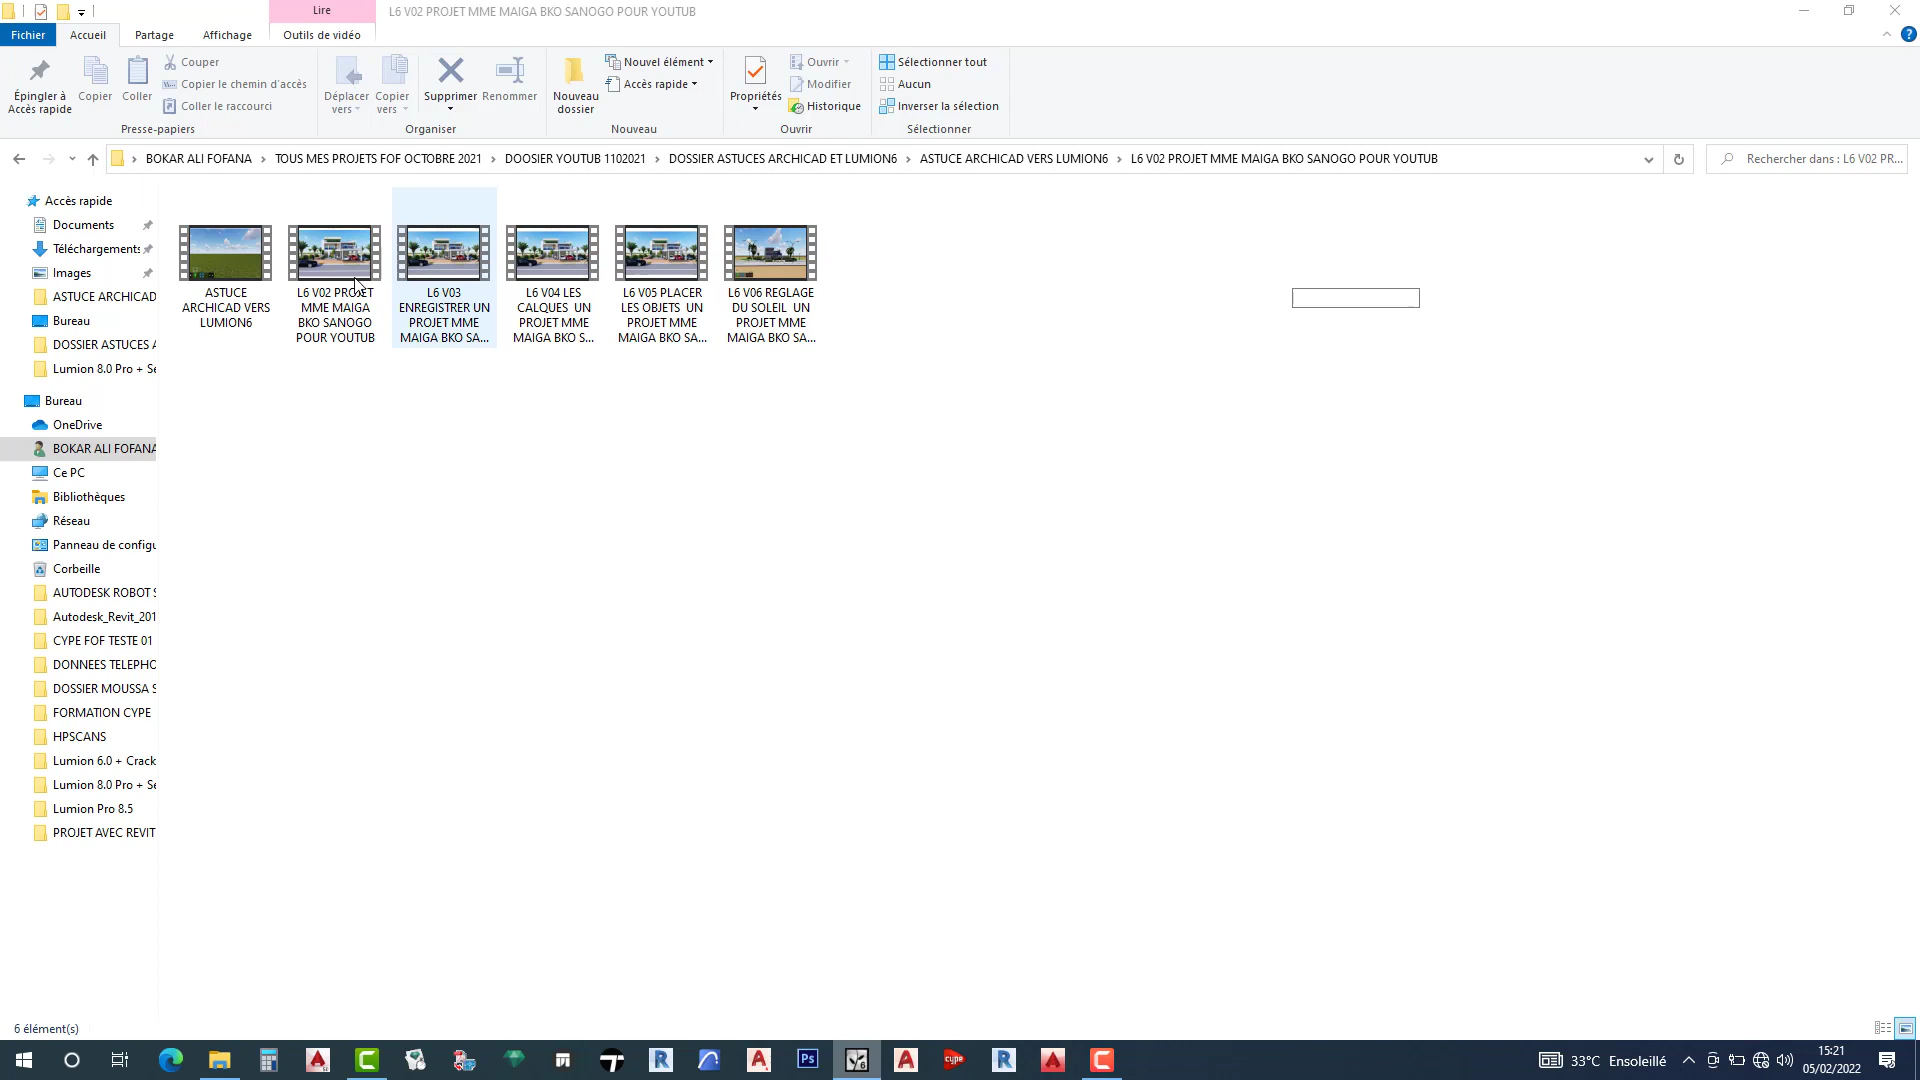 Lire
L6 V02 PROJET MME MAIGA BKO SANOGO POUR YOUTUB
Fichier
Accueil
Partage
Affichage
Outils de vidéo
Épingler à
Accès rapide
Copier
Coller
Couper
Copier le chemin d'accès
Coller le raccourci
Presse-papiers
Déplacer
vers
Copier
vers
Supprimer
Renommer
Organiser
Nouveau
dossier
Nouvel élément
Accès rapide
Nouveau
Propriétés
Ouvrir
Modifier
Historique
Ouvrir
Sélectionner tout
Aucun
Inverser la sélection
Sélectionner
BOKAR ALI FOFANA > TOUS MES PROJETS FOF OCTOBRE 2021 > DOOSIER YOUTUB 1102021 > DOSSIER ASTUCES ARCHICAD ET LUMION6 > ASTUCE ARCHICAD VERS LUMION6 > L6 V02 PROJET MME MAIGA BKO SANOGO POUR YOUTUB
Rechercher dans : L6 V02 PR...
Accès rapide
Documents
Téléchargements
Images
ASTUCE ARCHICAD
Bureau
DOSSIER ASTUCES A
Lumion 8.0 Pro + Se
Bureau
OneDrive
BOKAR ALI FOFANA
Ce PC
Bibliothèques
Réseau
Panneau de configu
Corbeille
AUTODESK ROBOT S
Autodesk_Revit_201
CYPE FOF TESTE 01
DONNEES TELEPHO
DOSSIER MOUSSA S
FORMATION CYPE
HPSCANS
Lumion 6.0 + Crack
Lumion 8.0 Pro + Se
Lumion Pro 8.5
PROJET AVEC REVIT
ASTUCE
ARCHICAD VERS
LUMION6
L6 V02 PROJET
MME MAIGA
BKO SANOGO
POUR YOUTUB
L6 V03
ENREGISTRER UN
PROJET MME
MAIGA BKO SA...
L6 V04 LES
CALQUES UN
PROJET MME
MAIGA BKO S...
L6 V05 PLACER
LES OBJETS UN
PROJET MME
MAIGA BKO SA...
L6 V06 REGLAGE
DU SOLEIL UN
PROJET MME
MAIGA BKO SA...
6 élément(s)
Ps
cype
33°C Ensoleillé
15:21
05/02/2022